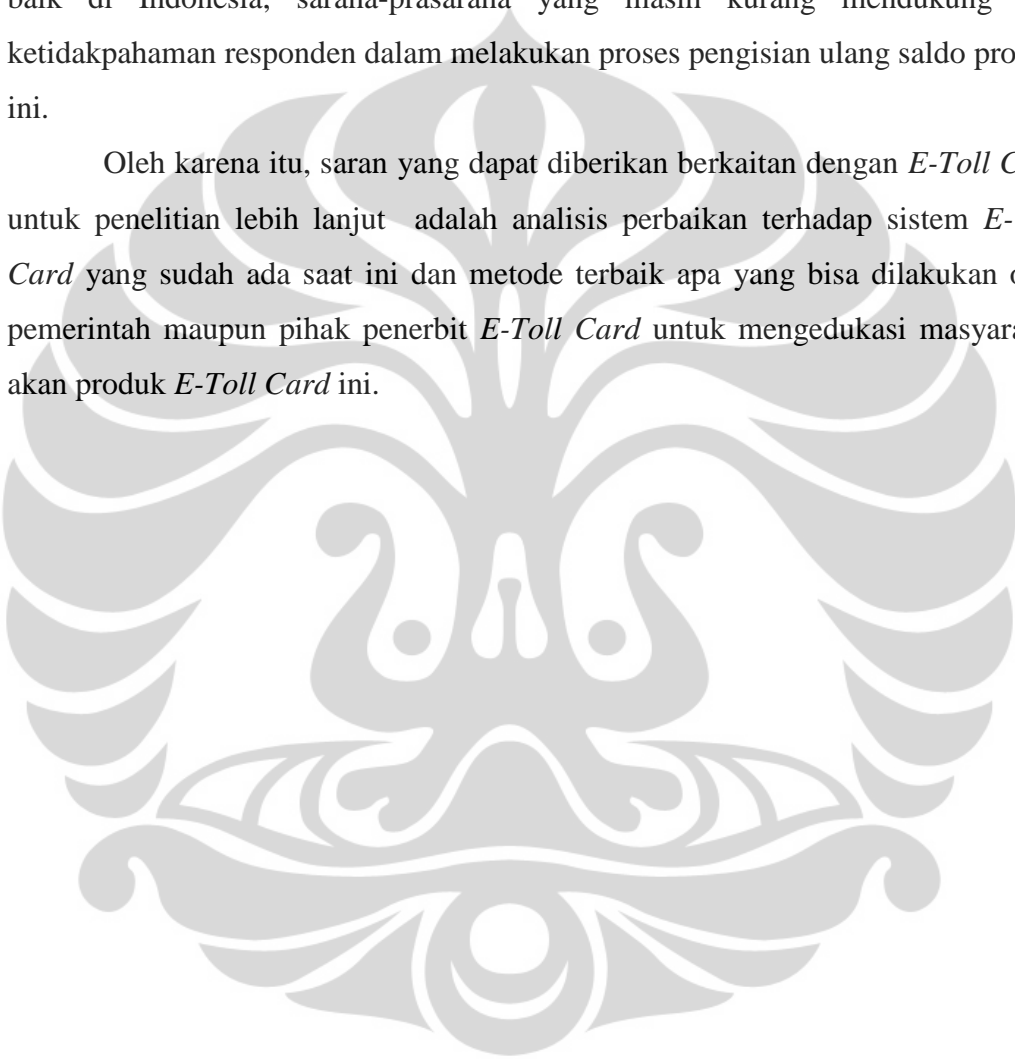 baik di Indonesia, sarana-prasarana yang masih kurang mendukung
ketidakpahaman responden dalam melakukan proses pengisian ulang saldo
ini.
Oleh karena itu, saran yang dapat diberikan berkaitan dengan E-Toll
untuk penelitian lebih lanjut adalah analisis perbaikan terhadap sistem E-
Card yang sudah ada saat ini dan metode terbaik apa yang bisa dilakukan
pemerintah maupun pihak penerbit E-Toll Card untuk mengedukasi
akan produk E-Toll Card ini.